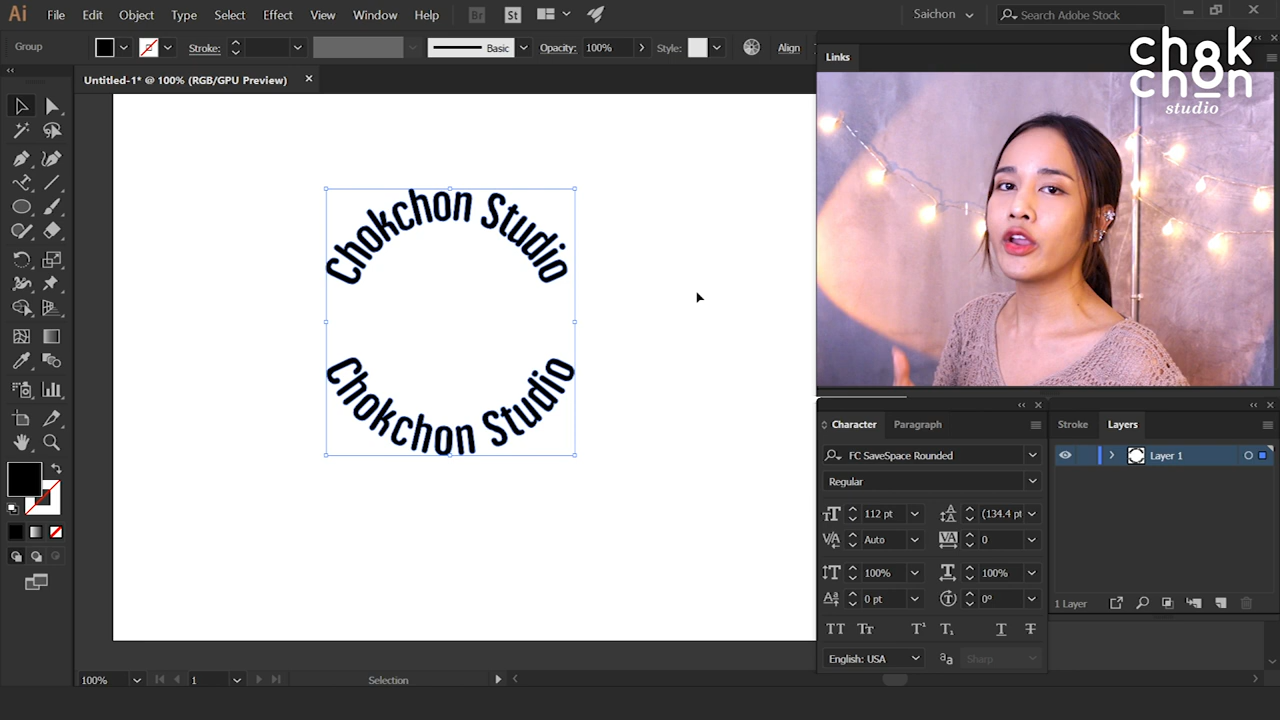 Ai File Edit Object Type Select Effect View Window Help Br St Saichon Search Adobe Stock
Group Stroke: Basic Opacity: 100% Style: Align
Untitled-1* @ 100% (RGB/GPU Preview)
Links
chokchon
studio
Chokchon Studio
Chokchon Studio
Character Paragraph
Stroke Layers
FC SaveSpace Rounded
Layer 1
Regular
112 pt (134.4 pt
Auto 0
100% 100%
0 pt 0°
1 Layer
English: USA Sharp
100% 1 Selection